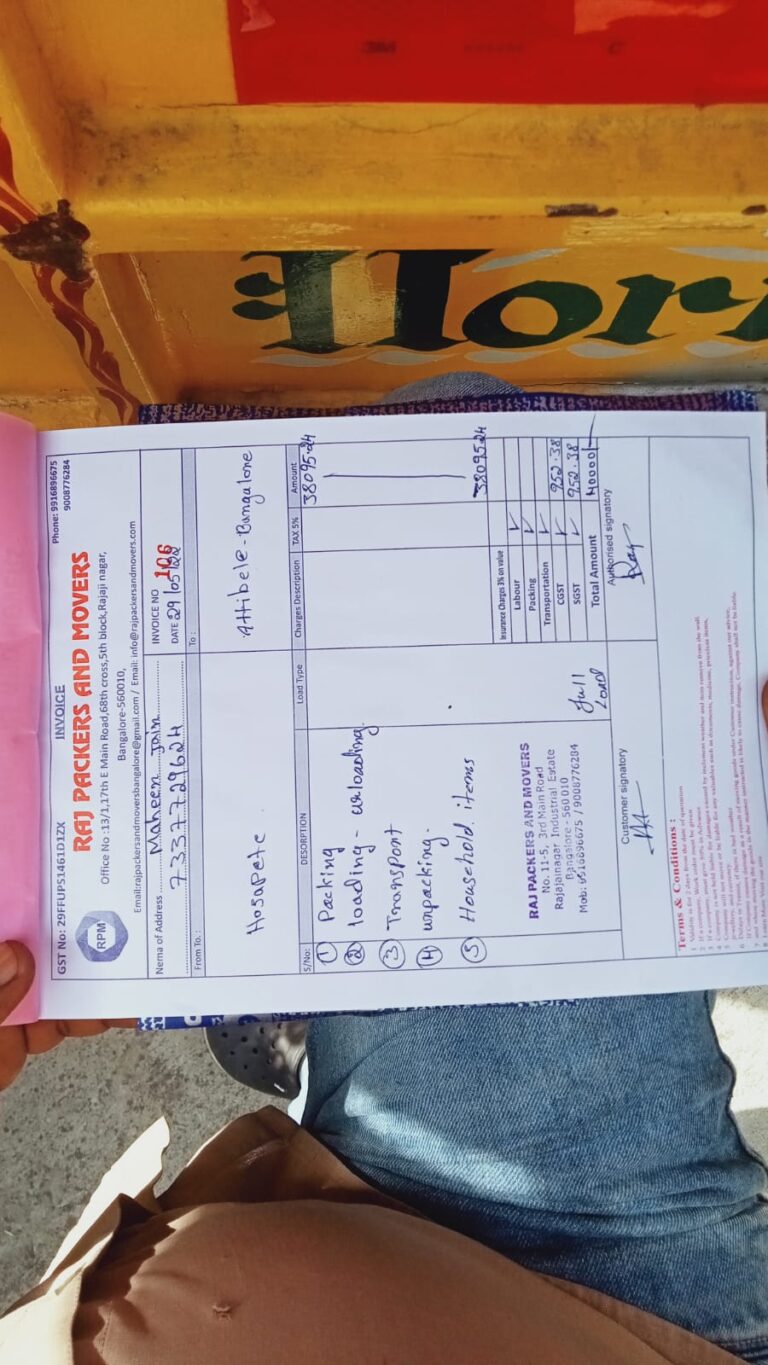 Hor
GST No: 29FFUPS1461D1ZX
INVOICE
Phone: 9916896675
9008776284
RPM
RAJ PACKERS AND MOVERS
Office No :13/1,17th E Main Road,68th cross,5th block,Rajaji nagar,
Bangalore-560010,
Email:rajpackersandmoversbangalore@gmail.com / Email: info@rajpackersandmovers.com
Nema of Address Maheem Jain
7337729624
INVOICE NO 106
DATE 29/05/22
From To. :
To :
Hosapete
Attibele - Bangalore
S/No:
DESORPTION
Load Type
Charges Description
TAX 5%
Amount
① Packing
38095.24
② loading - unloading
③ Transport
④ unpacking.
⑤ Household items
38095.24
Insurance Charges 3% on value
Labour
Packing
Transportation
CGST 952.38
SGST 952.38
Total Amount 40000/-
Full
Load
RAJ PACKERS AND MOVERS
No. 11-5, 3rd Main Road
Rajajinagar Industrial Estate
Bangalore - 560 010
Mob: 9916896675 / 9008776284
Customer signatory
Authorised signatory
Raj
Terms & Conditions :